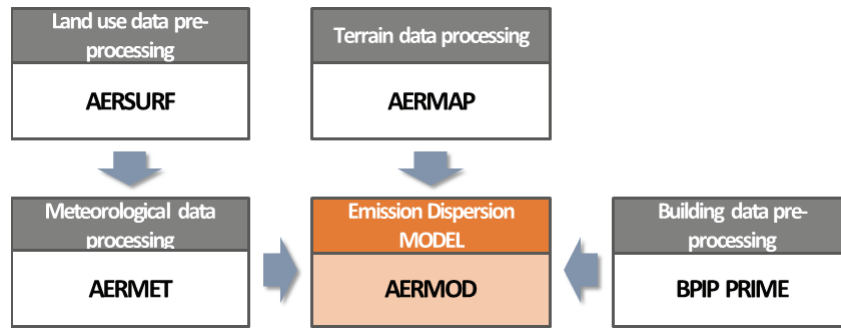 Land use data pre-
processing
AERSURF
Terrain data processing
AERMAP
Meteorological data
processing
AERMET
Emission Dispersion
MODEL
AERMOD
Building data pre-
processing
BPIP PRIME